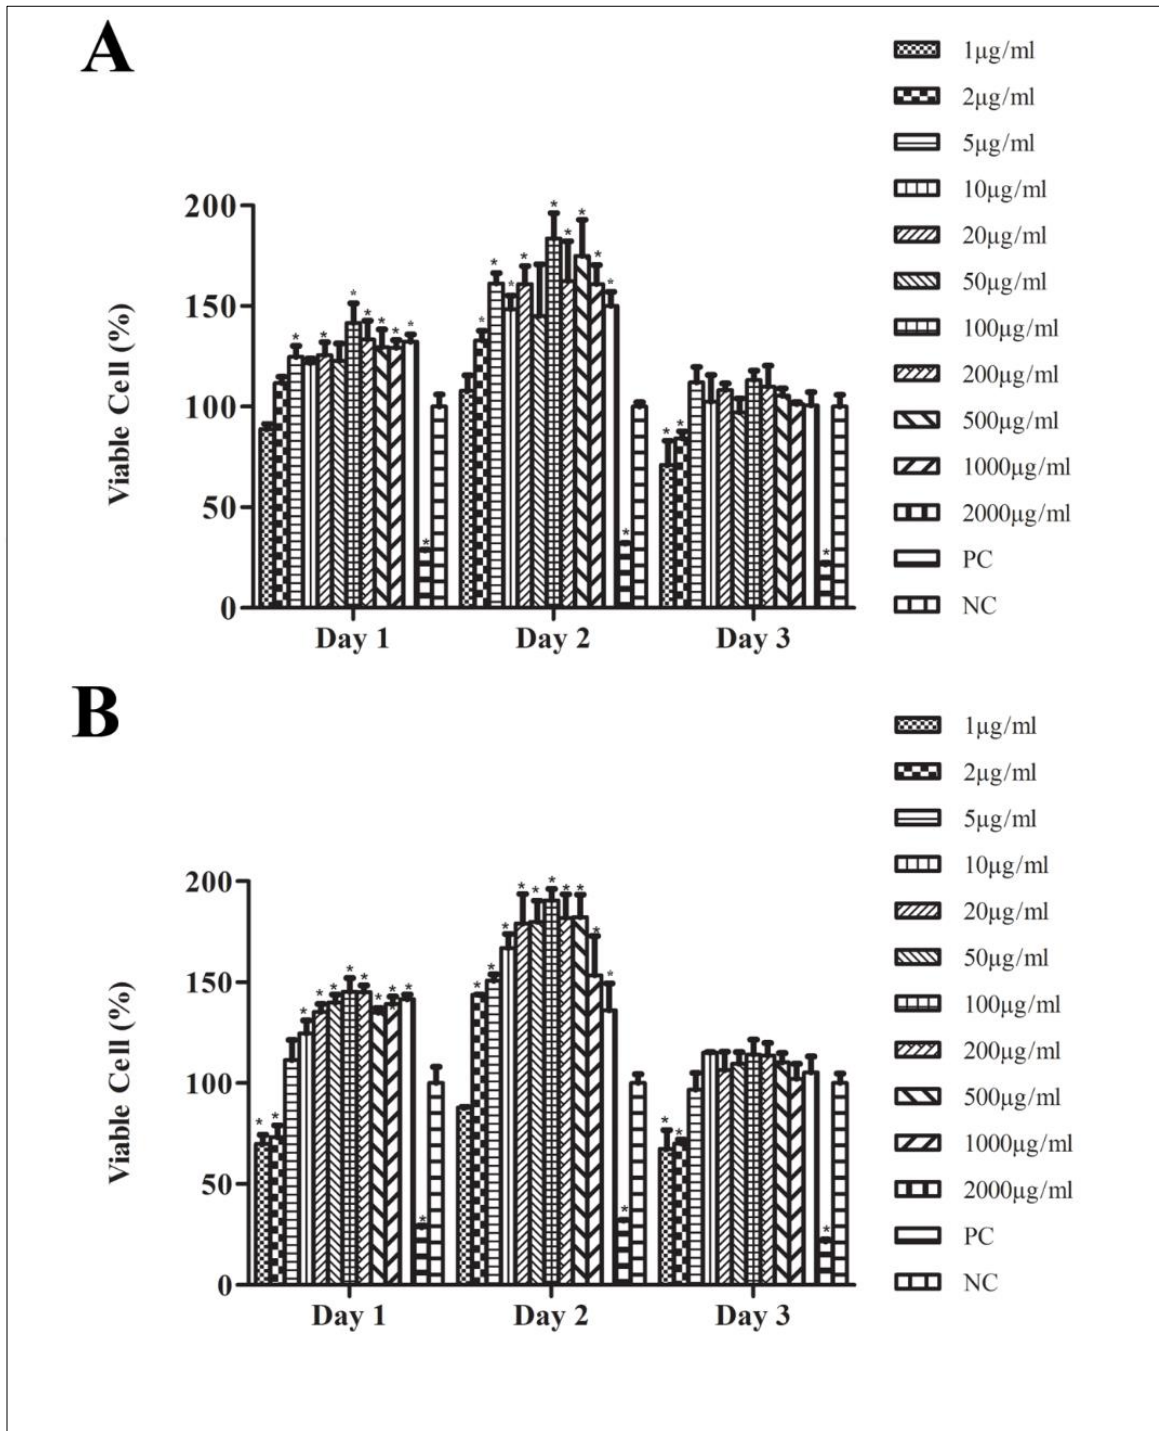 A
1µg/ml
2µg/ml
5µg/ml
10µg/ml
20µg/ml
50µg/ml
100µg/ml
200µg/ml
500µg/ml
1000µg/ml
2000µg/ml
PC
NC
Viable Cell (%)
200
150
100
50
0
* * * * * * *
* * * * * * * * * *
* * *
Day 1 Day 2 Day 3
B
1µg/ml
2µg/ml
5µg/ml
10µg/ml
20µg/ml
50µg/ml
100µg/ml
200µg/ml
500µg/ml
1000µg/ml
2000µg/ml
PC
NC
Viable Cell (%)
200
150
100
50
0
* * * * * * * * * * *
* * * * * * * * * * *
* * *
Day 1 Day 2 Day 3